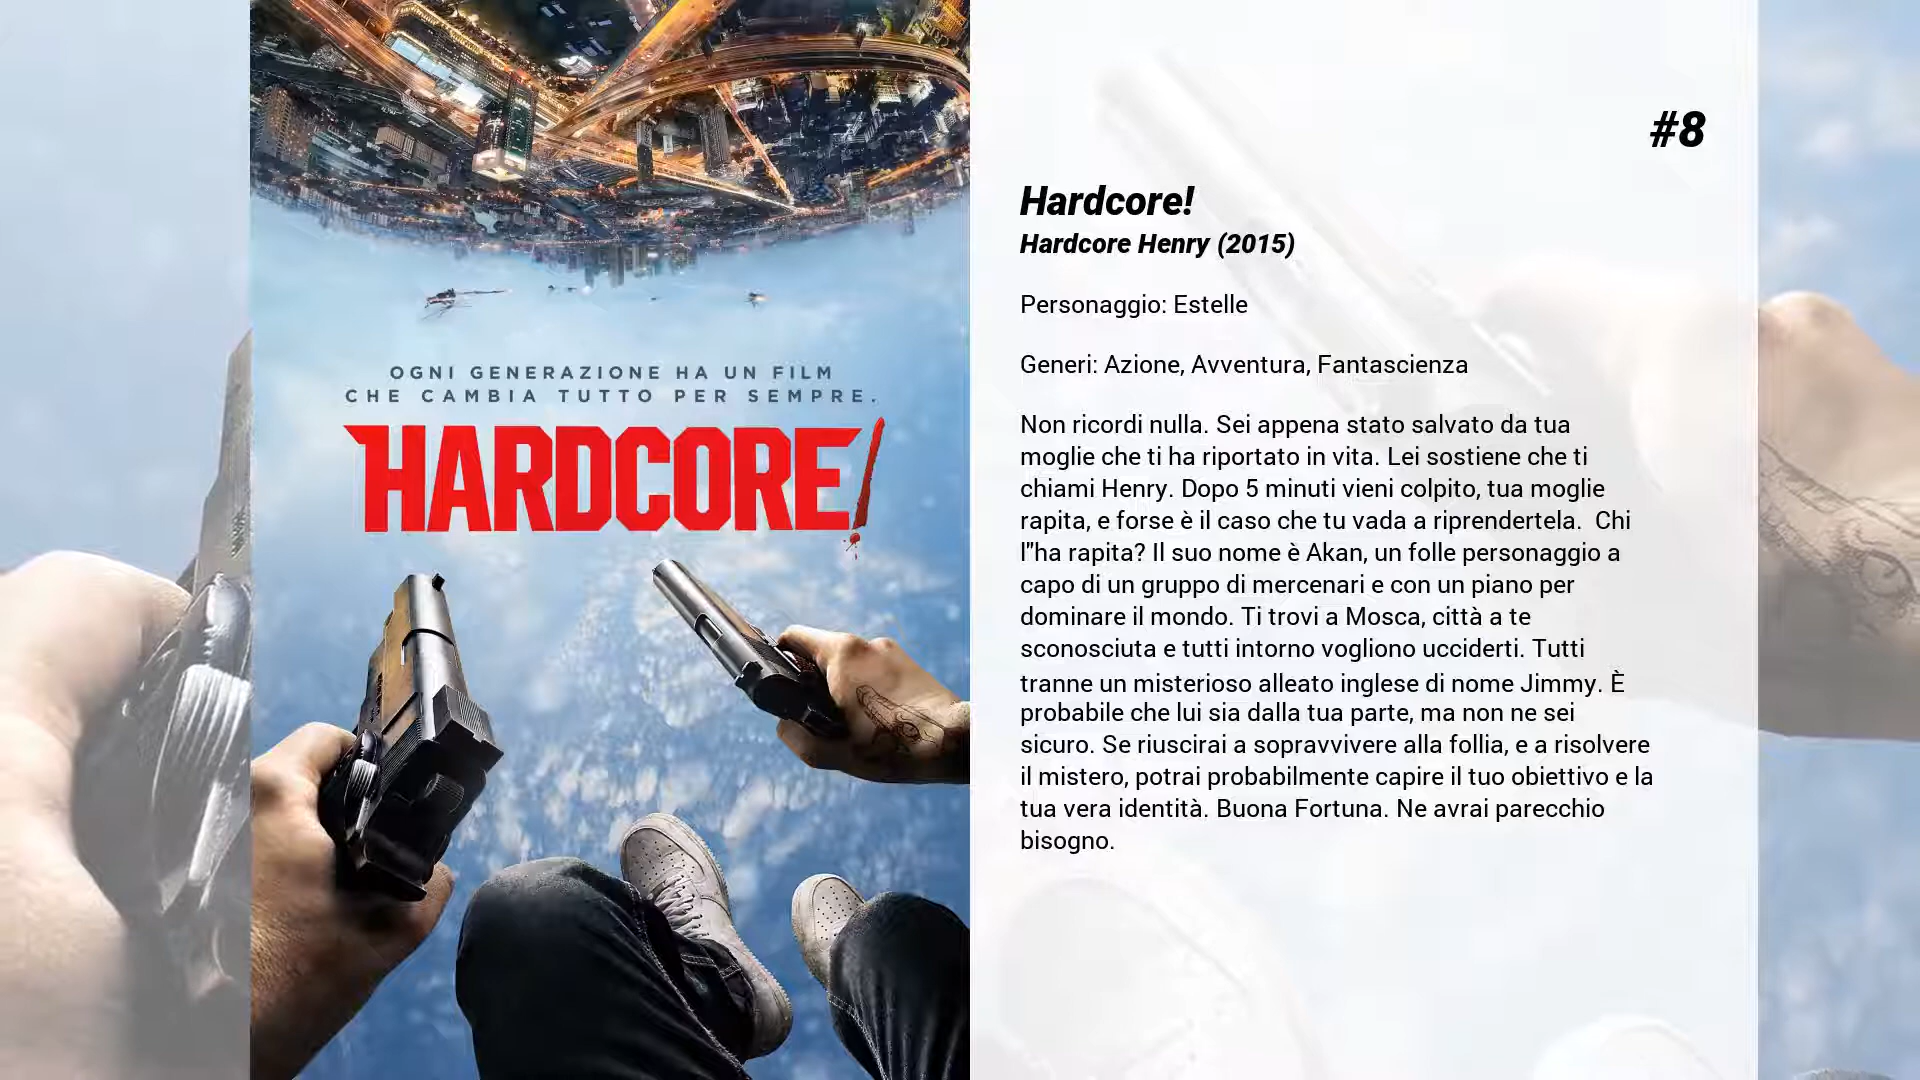 OGNI GENERAZIONE HA UN FILM
CHE CAMBIA TUTTO PER SEMPRE.
HARDCORE!
#8
Hardcore!
Hardcore Henry (2015)
Personaggio: Estelle
Generi: Azione, Avventura, Fantascienza
Non ricordi nulla. Sei appena stato salvato da tua
moglie che ti ha riportato in vita. Lei sostiene che ti
chiami Henry. Dopo 5 minuti vieni colpito, tua moglie
rapita, e forse è il caso che tu vada a riprendertela.  Chi
l"ha rapita? Il suo nome è Akan, un folle personaggio a
capo di un gruppo di mercenari e con un piano per
dominare il mondo. Ti trovi a Mosca, città a te
sconosciuta e tutti intorno vogliono ucciderti. Tutti
tranne un misterioso alleato inglese di nome Jimmy. È
probabile che lui sia dalla tua parte, ma non ne sei
sicuro. Se riuscirai a sopravvivere alla follia, e a risolvere
il mistero, potrai probabilmente capire il tuo obiettivo e la
tua vera identità. Buona Fortuna. Ne avrai parecchio
bisogno.